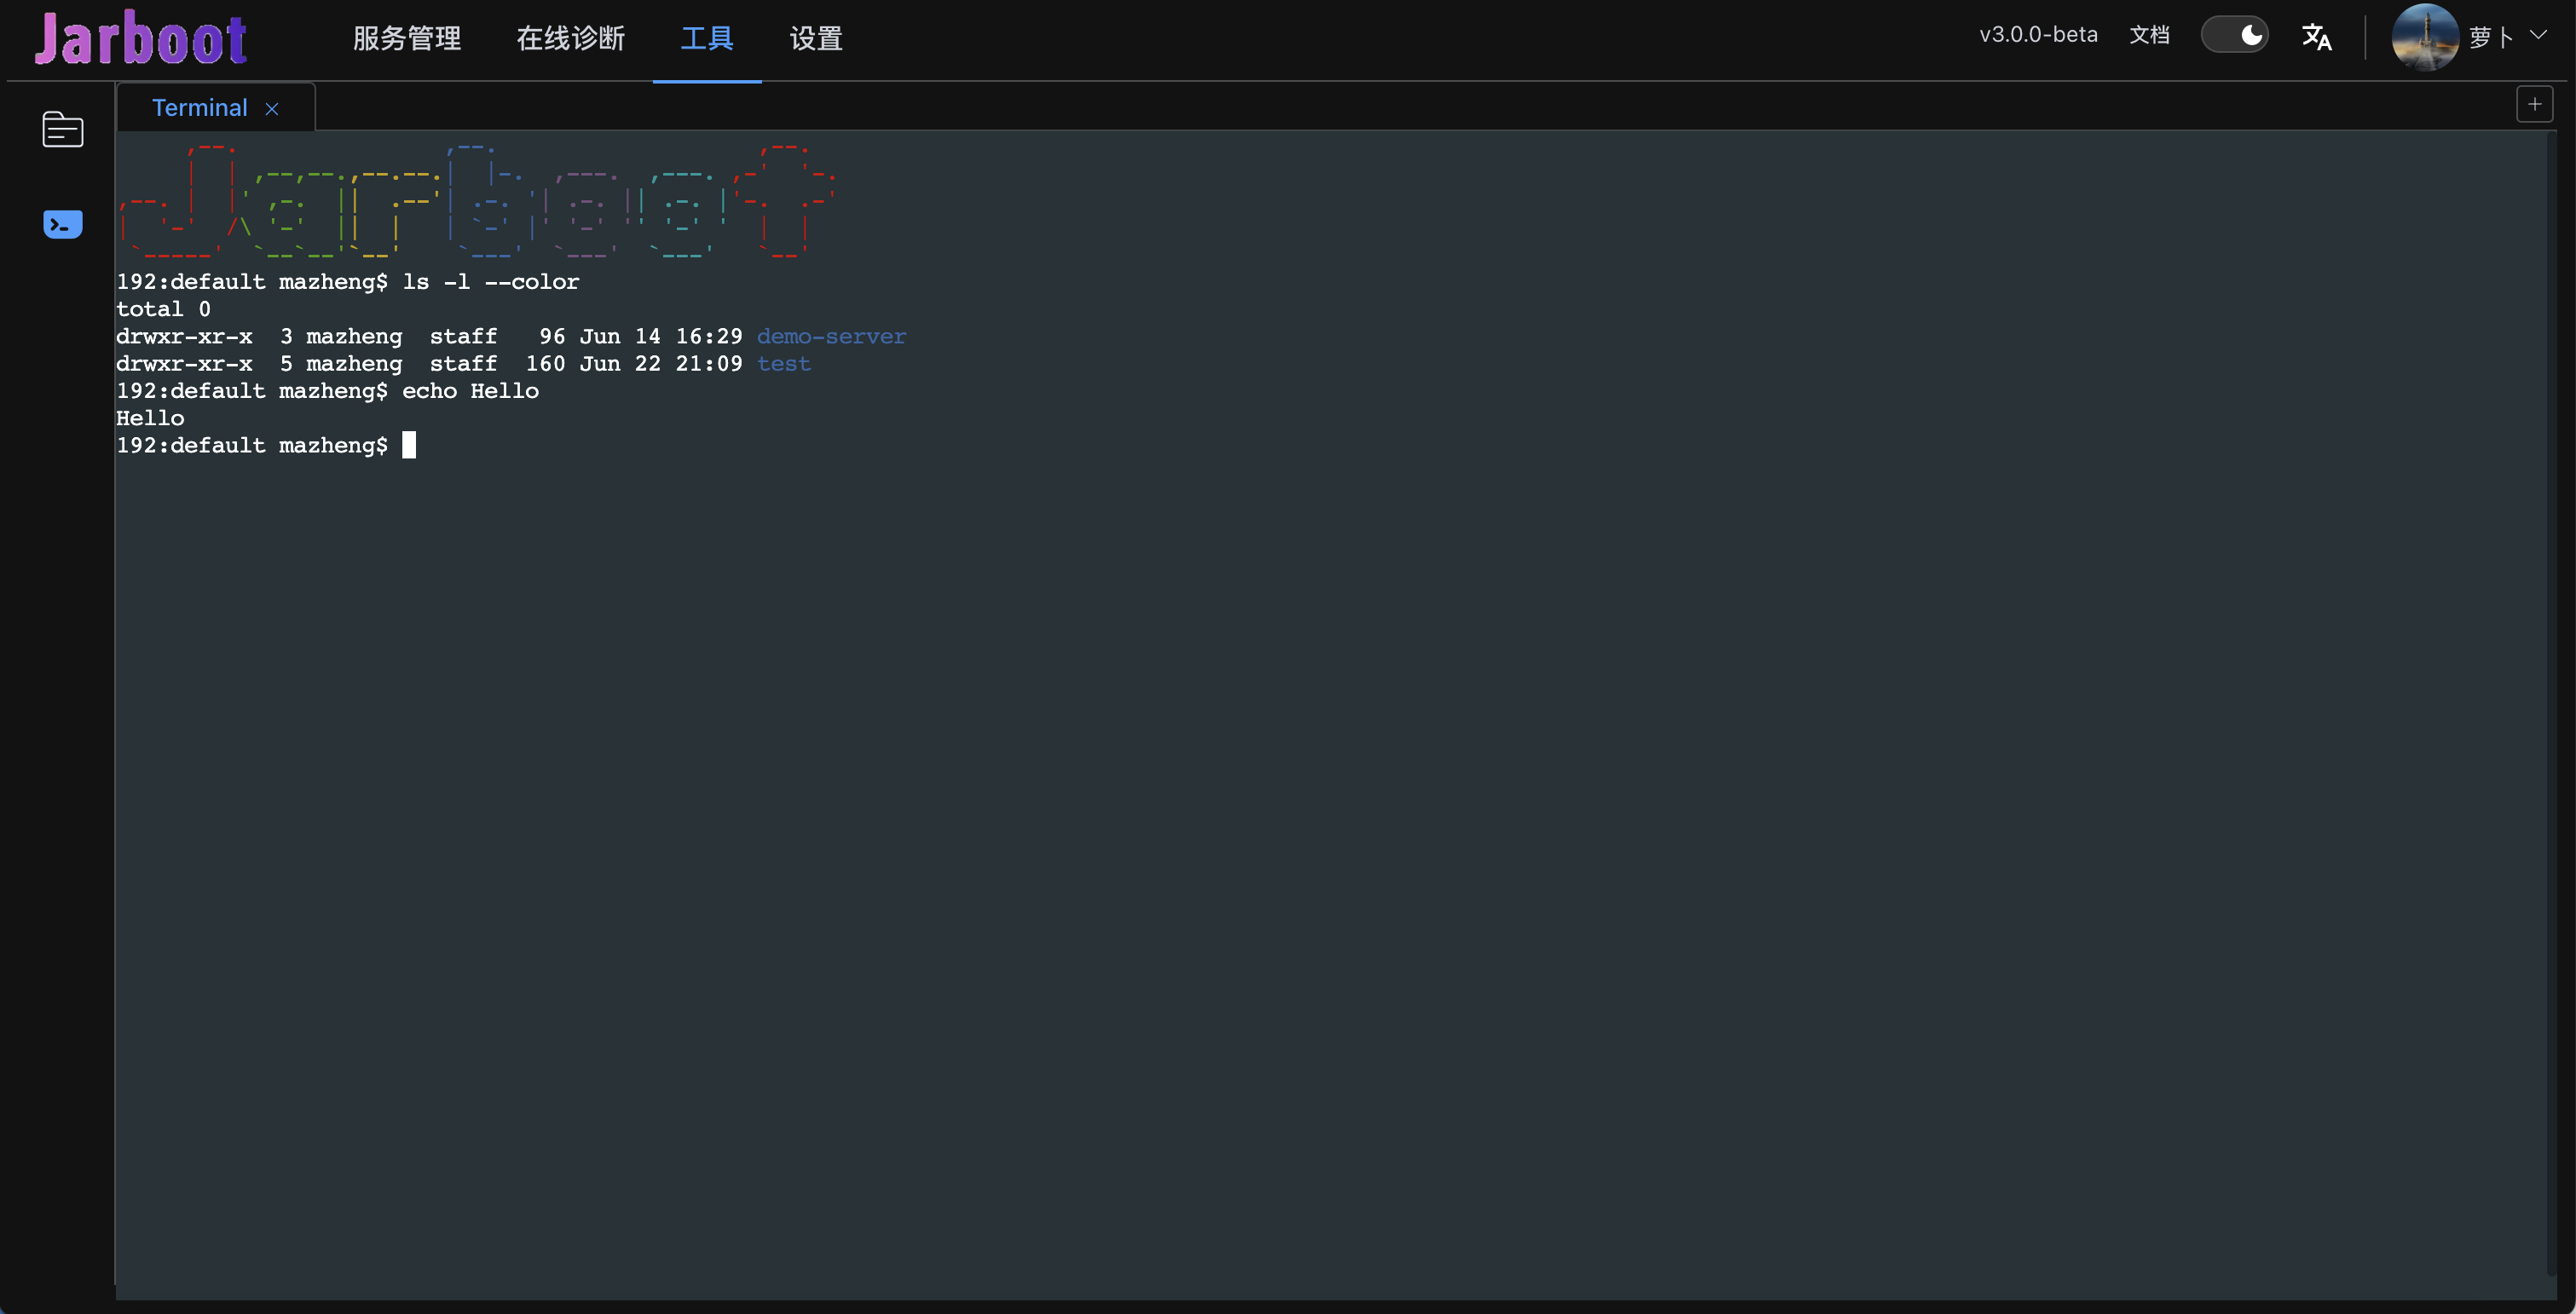 Jarboot 服务管理 在线诊断 工具 设置 v3.0.0-beta 文档 萝卜
Terminal
Jarboot
192:default mazheng$ ls -l --color
total 0
drwxr-xr-x  3 mazheng  staff   96 Jun 14 16:29 demo-server
drwxr-xr-x  5 mazheng  staff  160 Jun 22 21:09 test
192:default mazheng$ echo Hello
Hello
192:default mazheng$